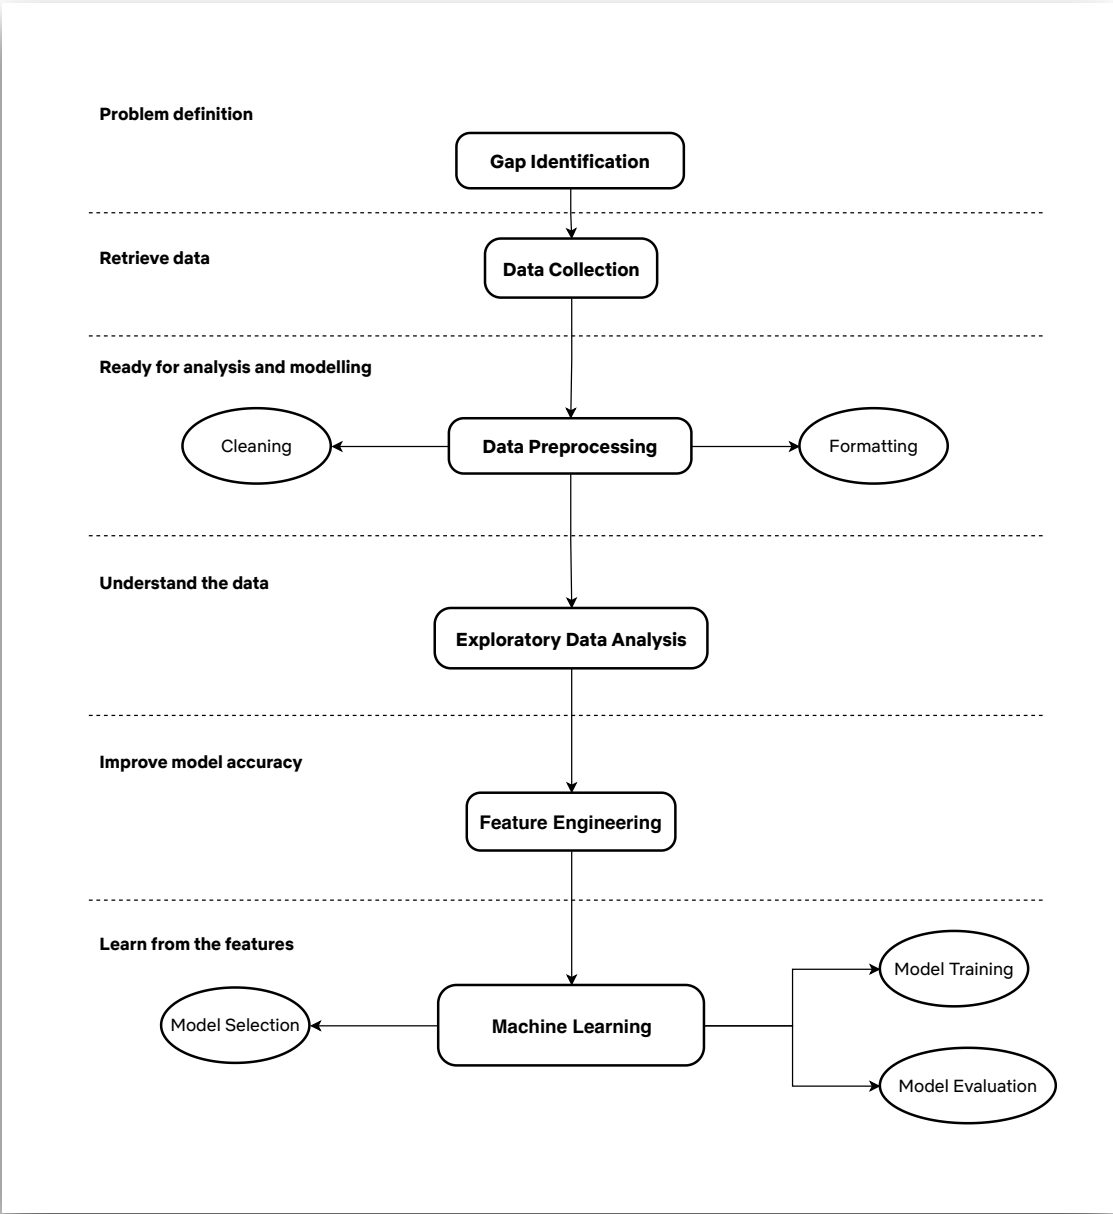 Problem definition
Gap Identification
Retrieve data
Data Collection
Ready for analysis and modelling
Cleaning
Data Preprocessing
Formatting
Understand the data
Exploratory Data Analysis
Improve model accuracy
Feature Engineering
Learn from the features
Model Training
Model Selection
Machine Learning
Model Evaluation